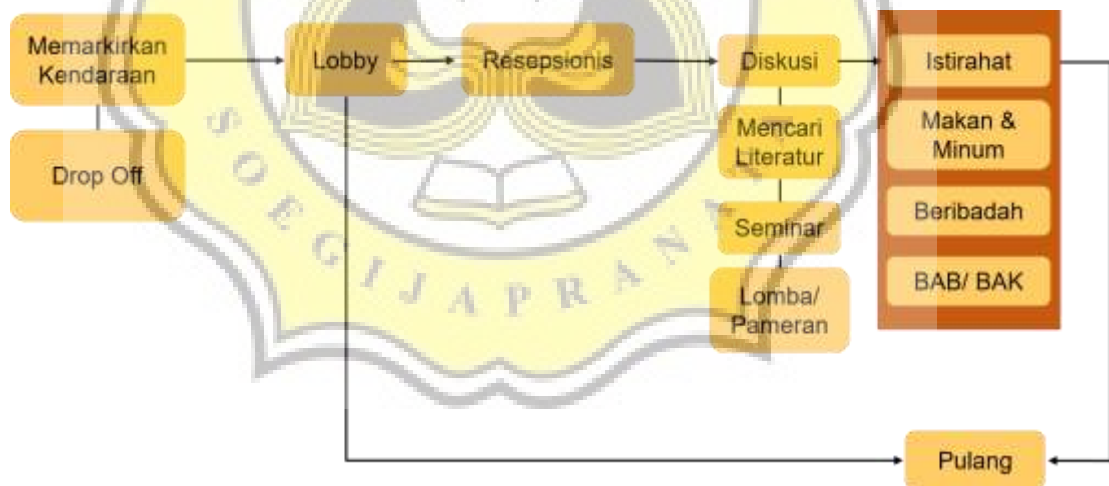 Memarkirkan
Kendaraan
Drop Off
Lobby
Resepsionis
Diskusi
Mencari
Literatur
Seminar
Lomba/
Pameran
Istirahat
Makan &
Minum
Beribadah
BAB/ BAK
Pulang
SOEGIJAPRANATA